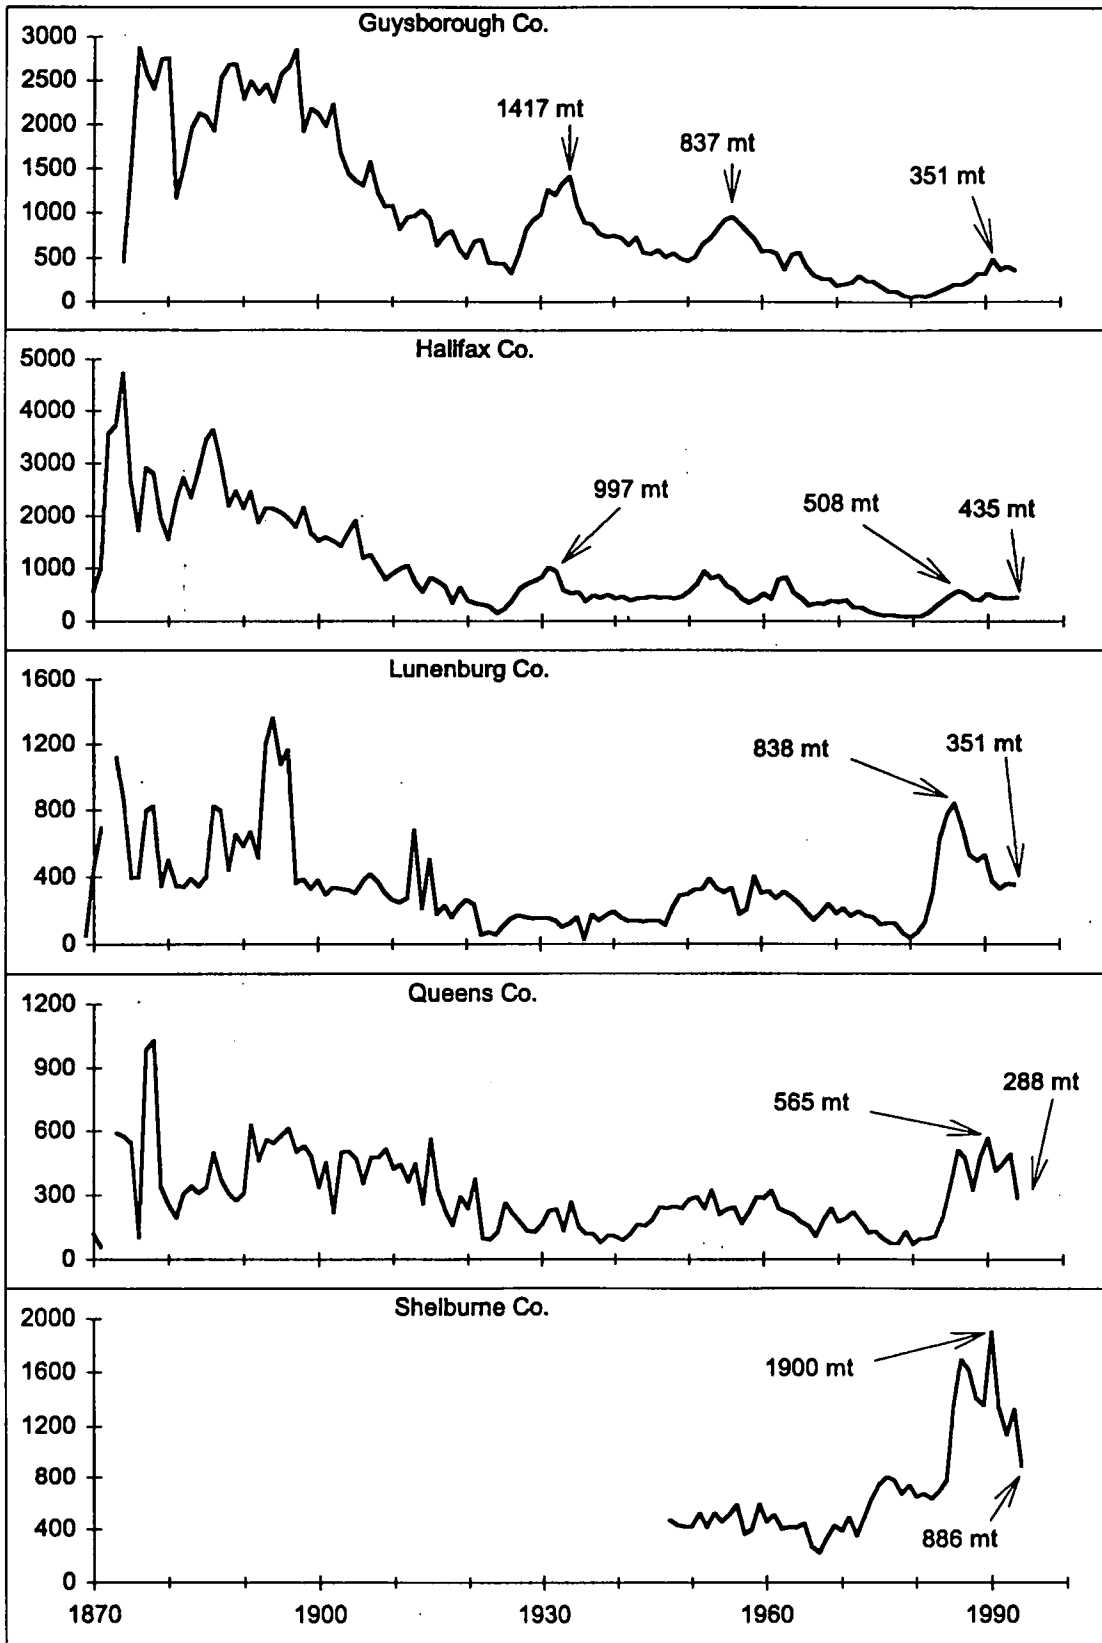 Guysborough Co.
3000
2500
2000
1500
1000
500
0
1417 mt
837 mt
351 mt
Halifax Co.
5000
4000
3000
2000
1000
0
997 mt
508 mt
435 mt
Lunenburg Co.
1600
1200
800
400
0
838 mt
351 mt
Queens Co.
1200
900
600
300
0
565 mt
288 mt
Shelburne Co.
2000
1600
1200
800
400
0
1900 mt
886 mt
1870 1900 1930 1960 1990